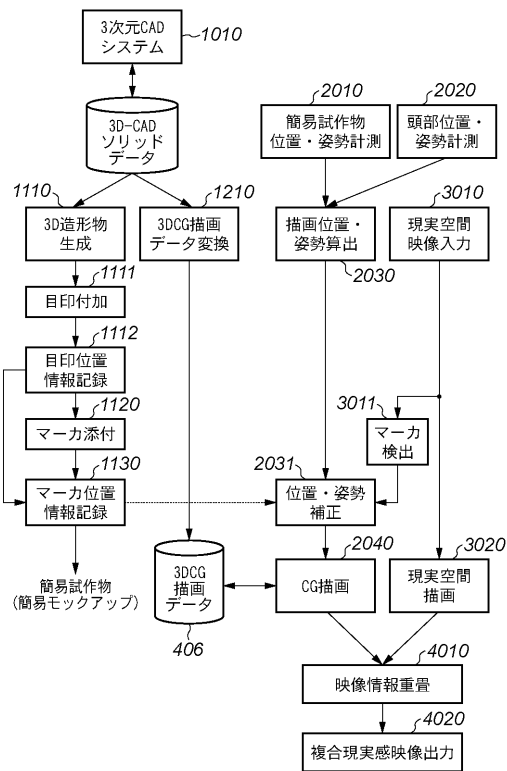 3次元CAD
システム
1010
3D-CAD
ソリッド
データ
2010
簡易試作物
位置・姿勢計測
2020
頭部位置・
姿勢計測
1110
3D造形物
生成
1210
3DCG描画
データ変換
描画位置・
姿勢算出
2030
3010
現実空間
映像入力
1111
目印付加
1112
目印位置
情報記録
1120
マーカ添付
3011
マーカ
検出
1130
マーカ位置
情報記録
2031
位置・姿勢
補正
簡易試作物
(簡易モックアップ)
3DCG
描画
データ
406
2040
CG描画
3020
現実空間
描画
4010
映像情報重畳
4020
複合現実感映像出力